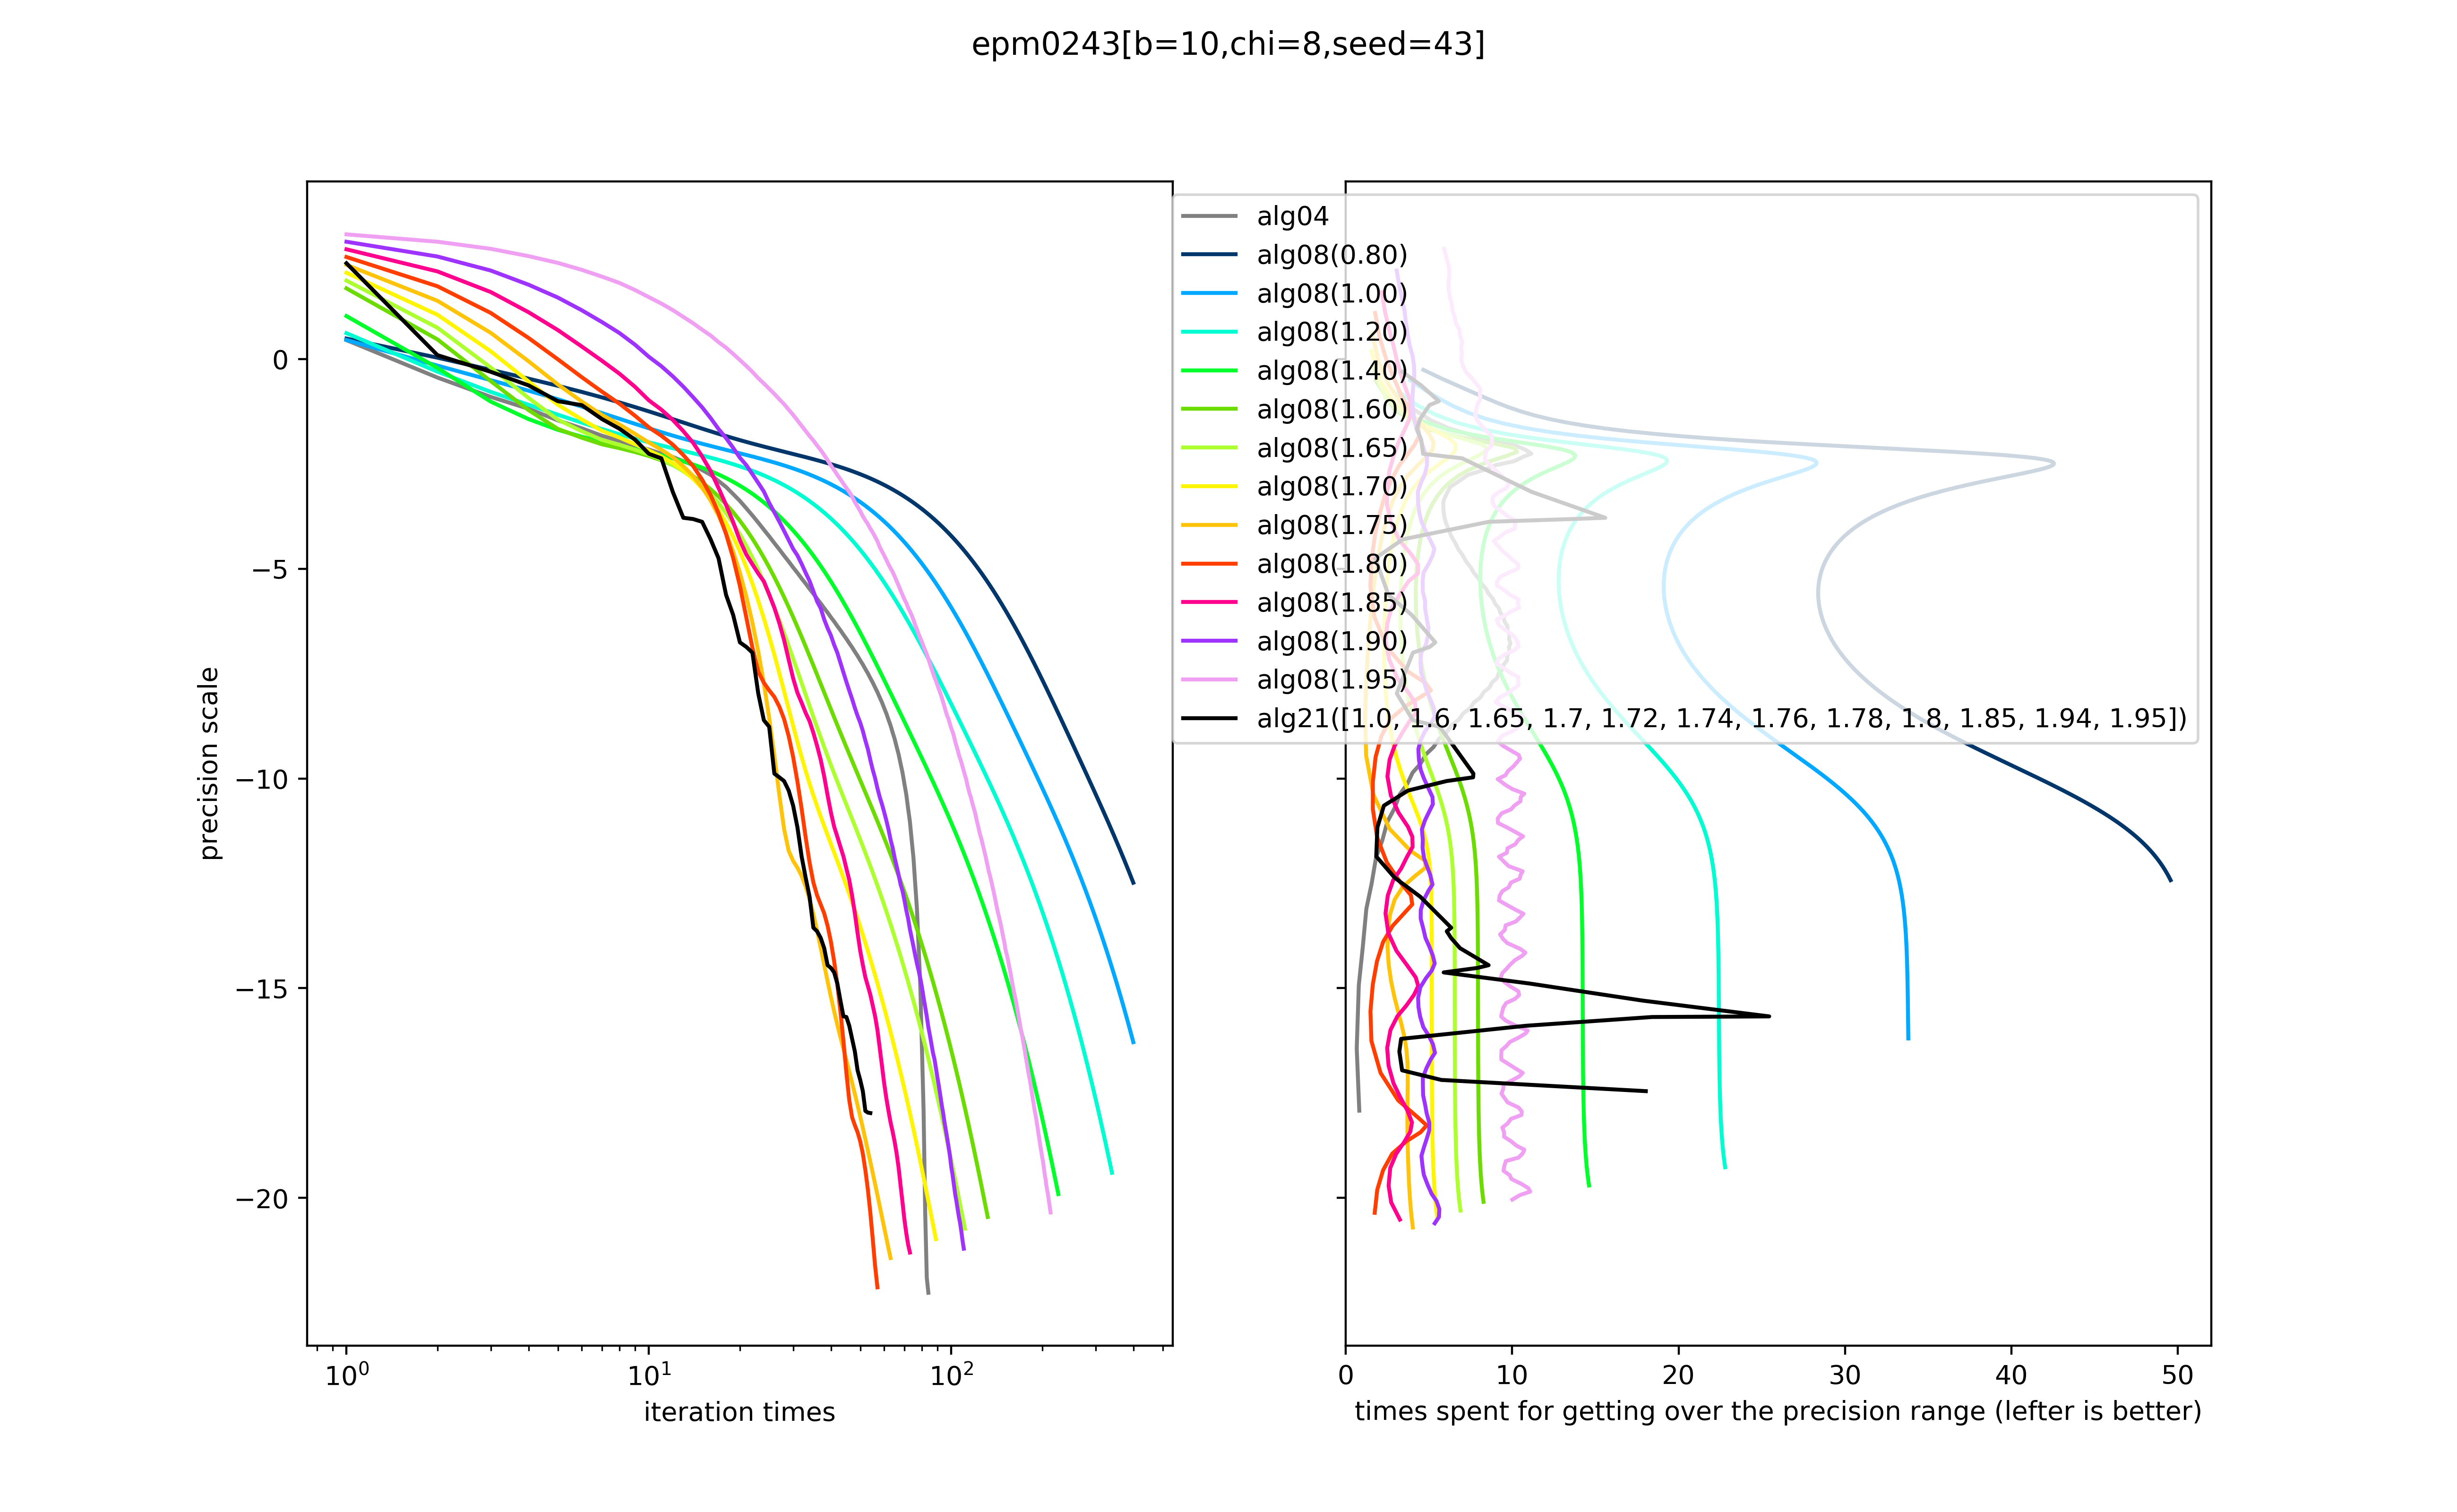 epm0243[b=10,chi=8,seed=43]
precision scale
0
−5
−10
−15
−20
10⁰
10¹
10²
iteration times
alg04
alg08(0.80)
alg08(1.00)
alg08(1.20)
alg08(1.40)
alg08(1.60)
alg08(1.65)
alg08(1.70)
alg08(1.75)
alg08(1.80)
alg08(1.85)
alg08(1.90)
alg08(1.95)
alg21([1.0, 1.6, 1.65, 1.7, 1.72, 1.74, 1.76, 1.78, 1.8, 1.85, 1.94, 1.95])
0
10
20
30
40
50
times spent for getting over the precision range (lefter is better)